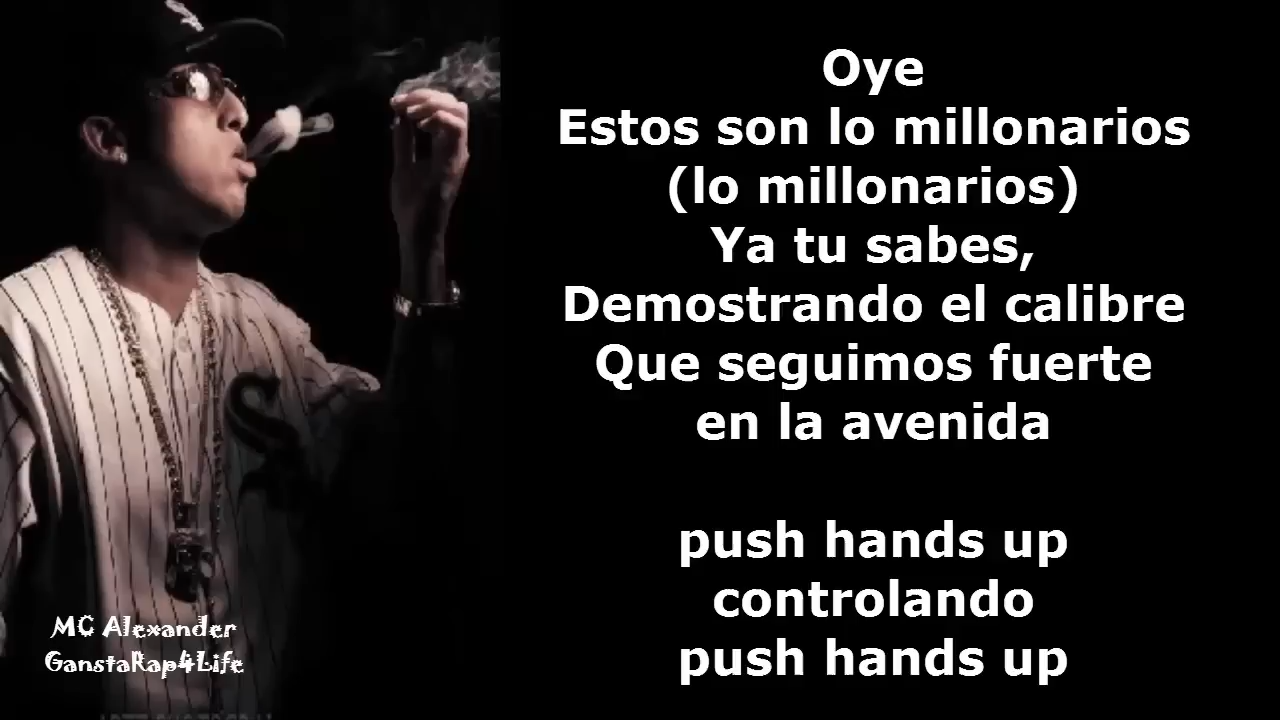 Oye
Estos son lo millonarios
(lo millonarios)
Ya tu sabes,
Demostrando el calibre
Que seguimos fuerte
en la avenida
push hands up
controlando
push hands up
MC Alexander
GanstaRap4Life